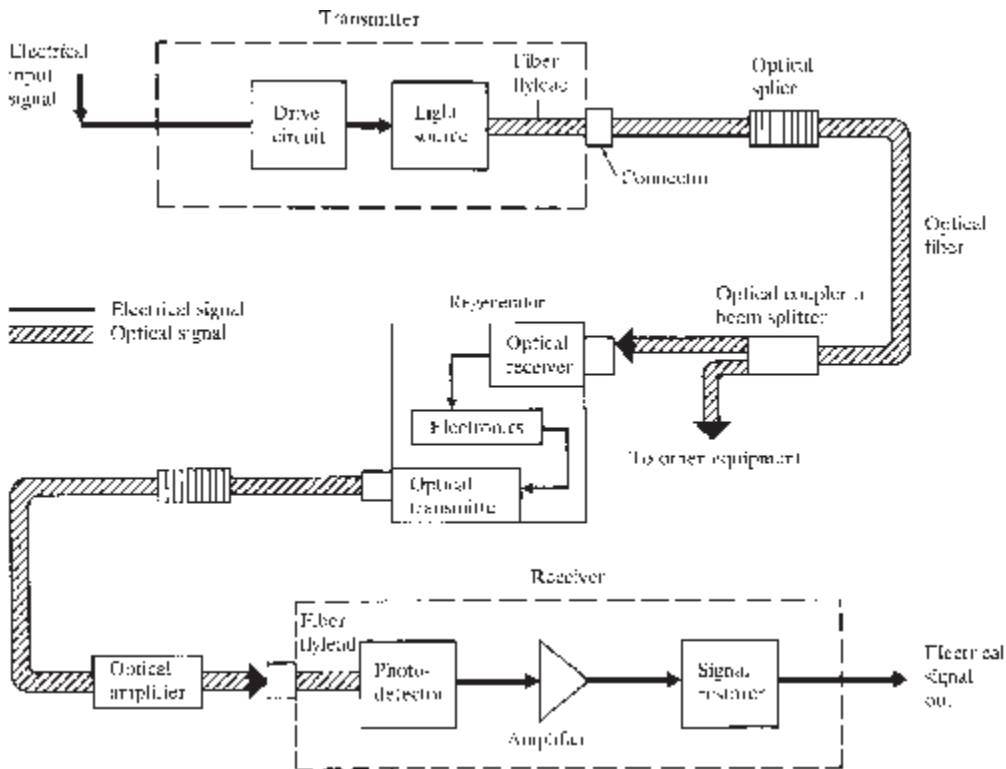 Transmitter
Electrical
input
signal
Fiber
flylead
Optical
splice
Drive
circuit
Light
source
Connector
Optical
fiber
Electrical signal
Optical signal
Regenerator
Optical coupler or
beam splitter
Optical
receiver
Electronics
To other equipment
Optical
transmitter
Receiver
Fiber
flylead
Optical
amplifier
Photo-
detector
Amplifier
Signal
restorer
Electrical
signal
out